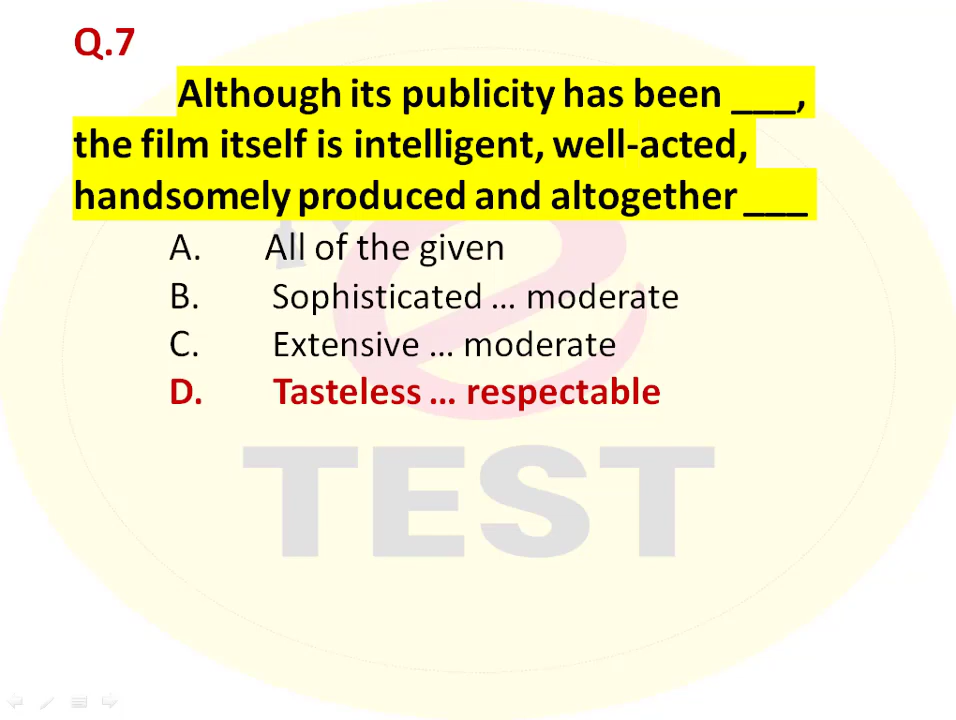 Q.7
Although its publicity has been ___,
the film itself is intelligent, well-acted,
handsomely produced and altogether ___
A. All of the given
B. Sophisticated … moderate
C. Extensive … moderate
D. Tasteless … respectable
TEST